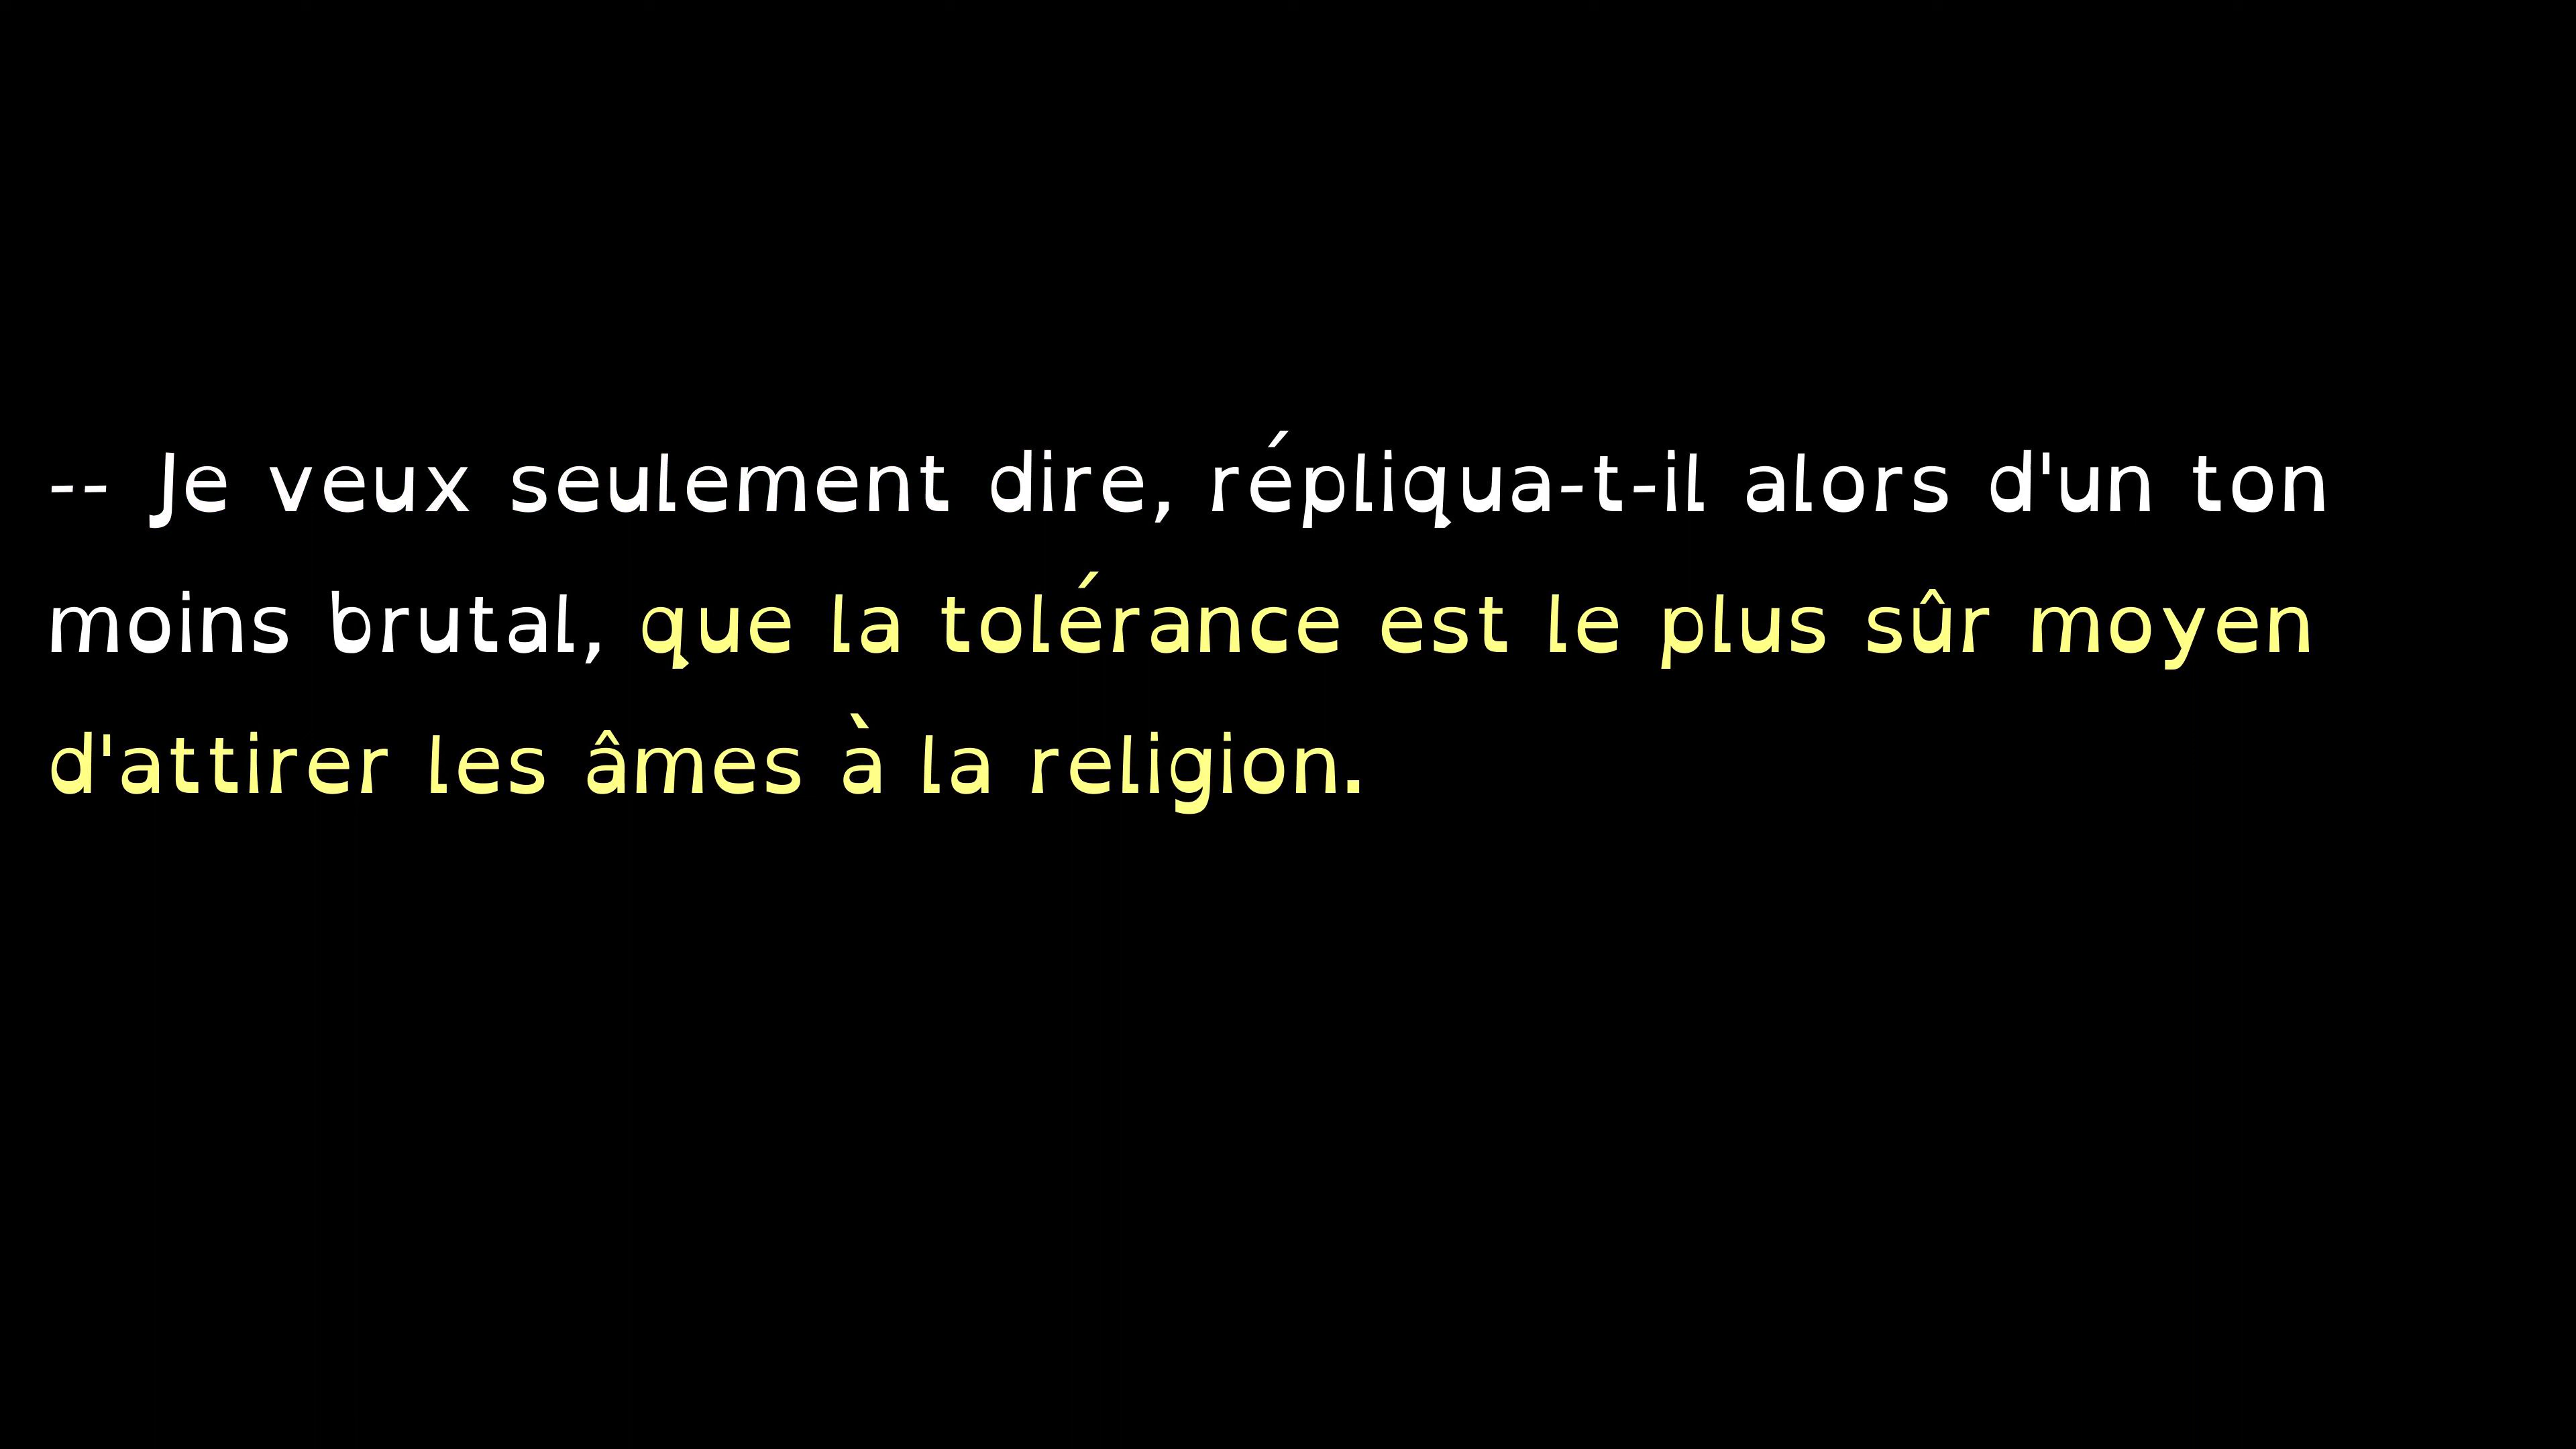 -- Je veux seulement dire, répliqua-t-il alors d'un ton
moins brutal, que la tolérance est le plus sûr moyen
d'attirer les âmes à la religion.